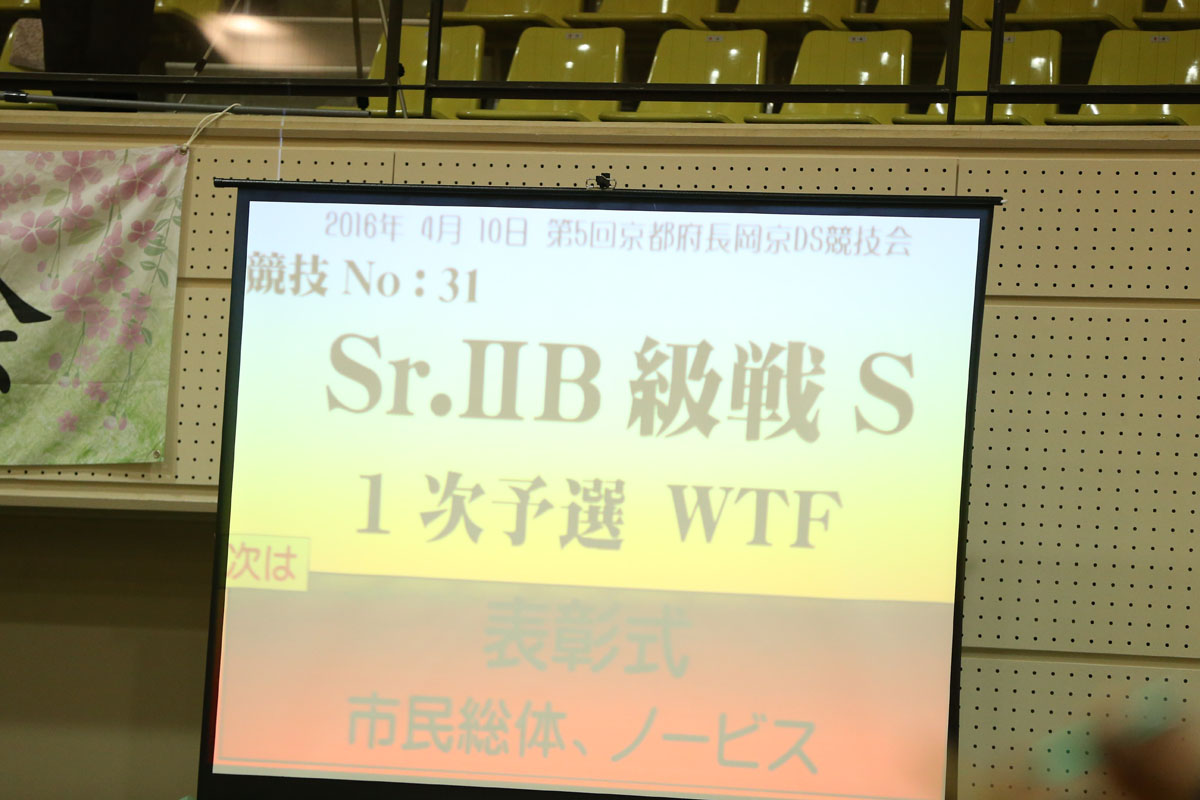 2016年 4月 10日 第5回京都府長岡京DS競技会
競技 No : 31
Sr.IIB 級戦 S
1 次予選 WTF
次は
表彰式
市民総体、ノービス